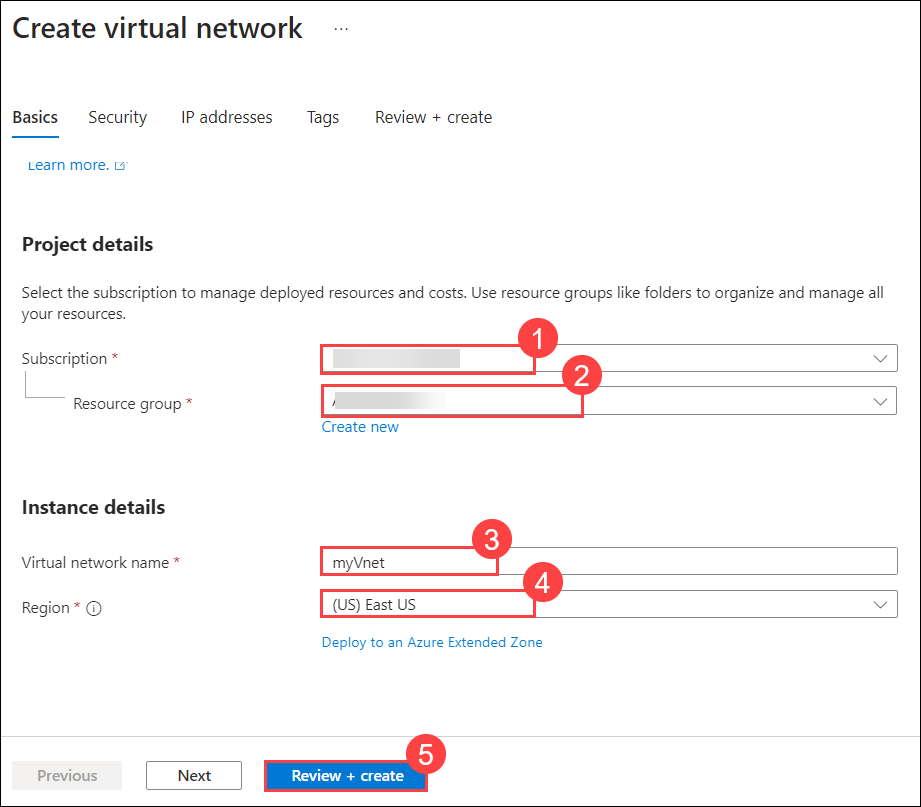 Create virtual network ...
Basics Security IP addresses Tags Review + create
Learn more.
Project details
Select the subscription to manage deployed resources and costs. Use resource groups like folders to organize and manage all
your resources.
1
Subscription *
2
Resource group *
Create new
Instance details
3
Virtual network name * myVnet
4
Region * (US) East US
Deploy to an Azure Extended Zone
5
Previous Next Review + create